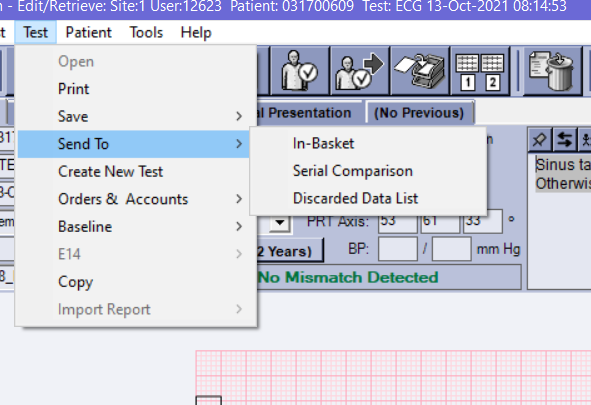 - Edit/Retrieve: Site:1 User:12623 Patient: 031700609 Test: ECG 13-Oct-2021 08:14:53
Test Patient Tools Help
Open
Print
Save
Send To
Create New Test
Orders & Accounts
Baseline
E14
Copy
Import Report
1 2
al Presentation (No Previous)
In-Basket
Serial Comparison
Discarded Data List
Sinus ta
Otherwis
PRT Axis: 53 61 33 °
2 Years) BP: / mm Hg
No Mismatch Detected